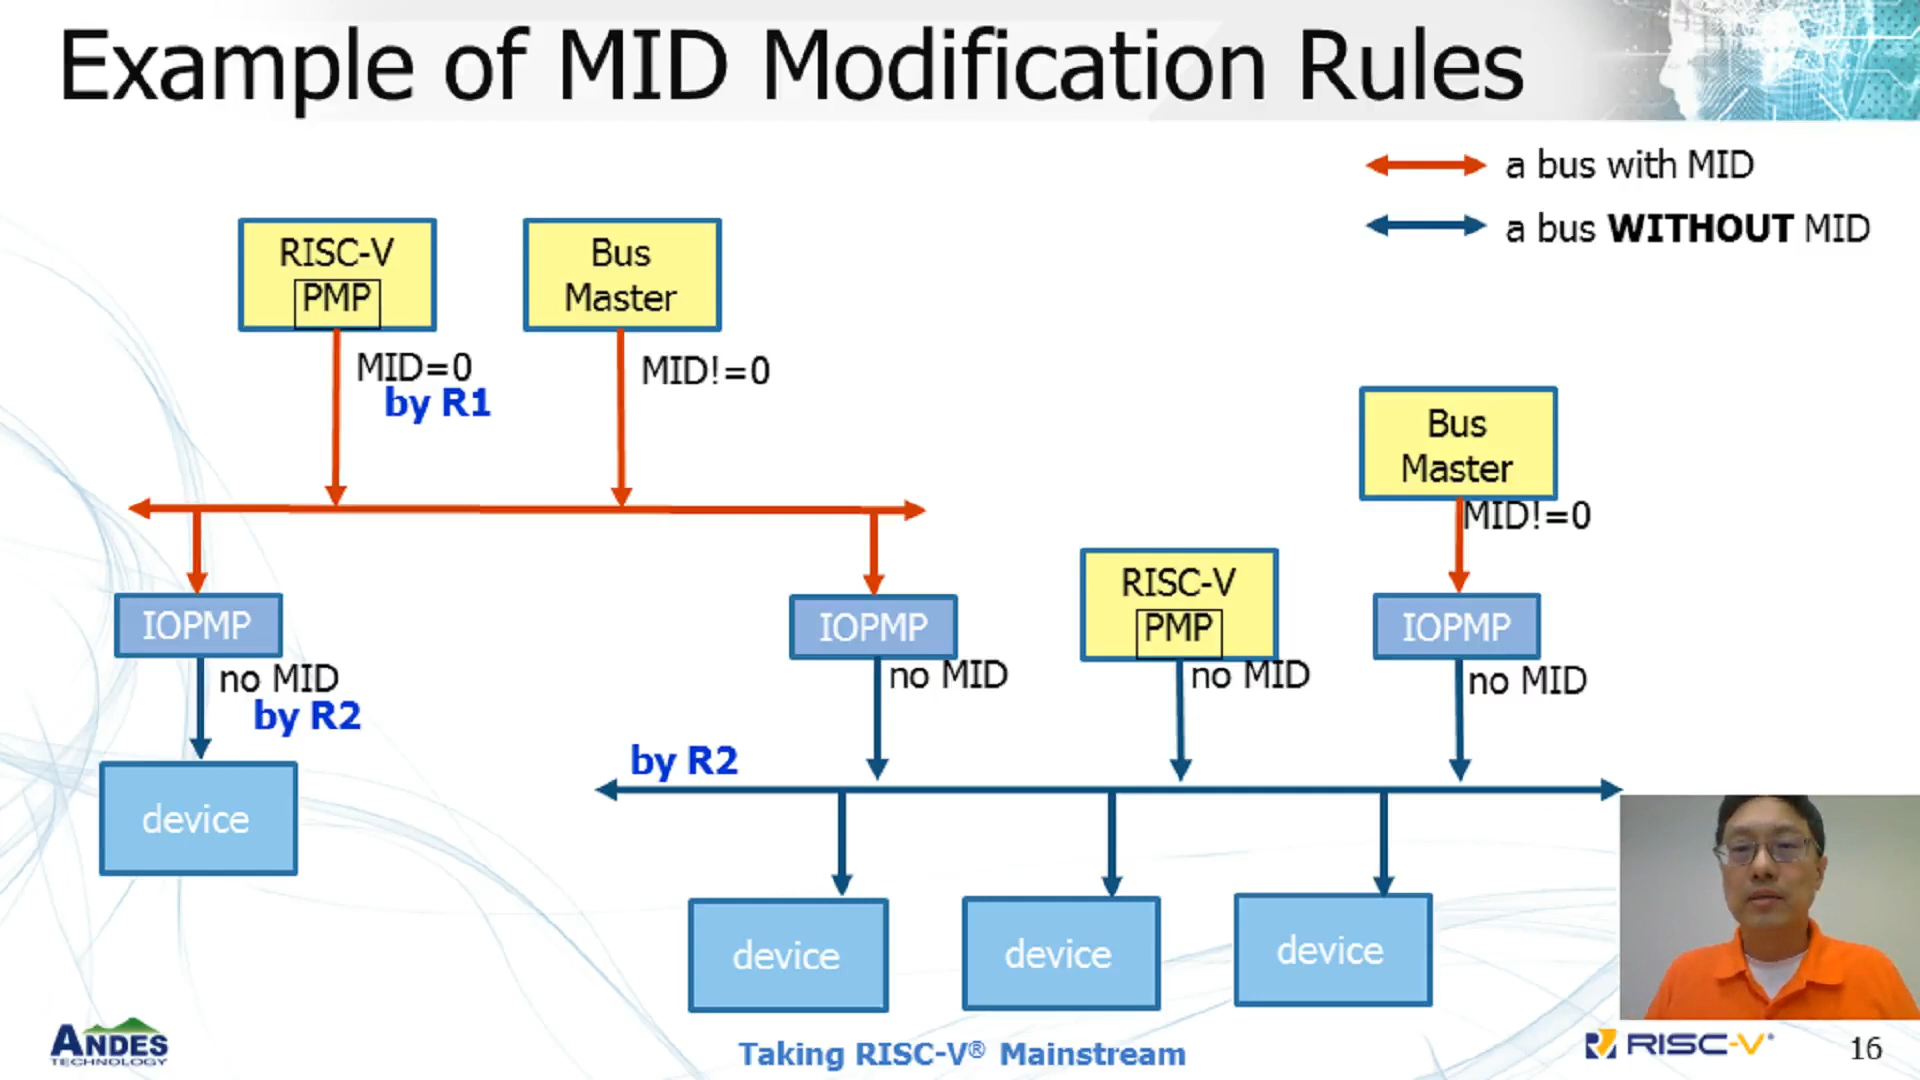 Example of MID Modification Rules
a bus with MID
a bus WITHOUT MID
RISC-V
PMP
Bus
Master
MID=0
by R1
MID!=0
Bus
Master
MID!=0
RISC-V
PMP
IOPMP
IOPMP
IOPMP
no MID
by R2
no MID
no MID
no MID
by R2
device
device
device
device
ANDES
TECHNOLOGY
Taking RISC-V® Mainstream
RISC-V®
16